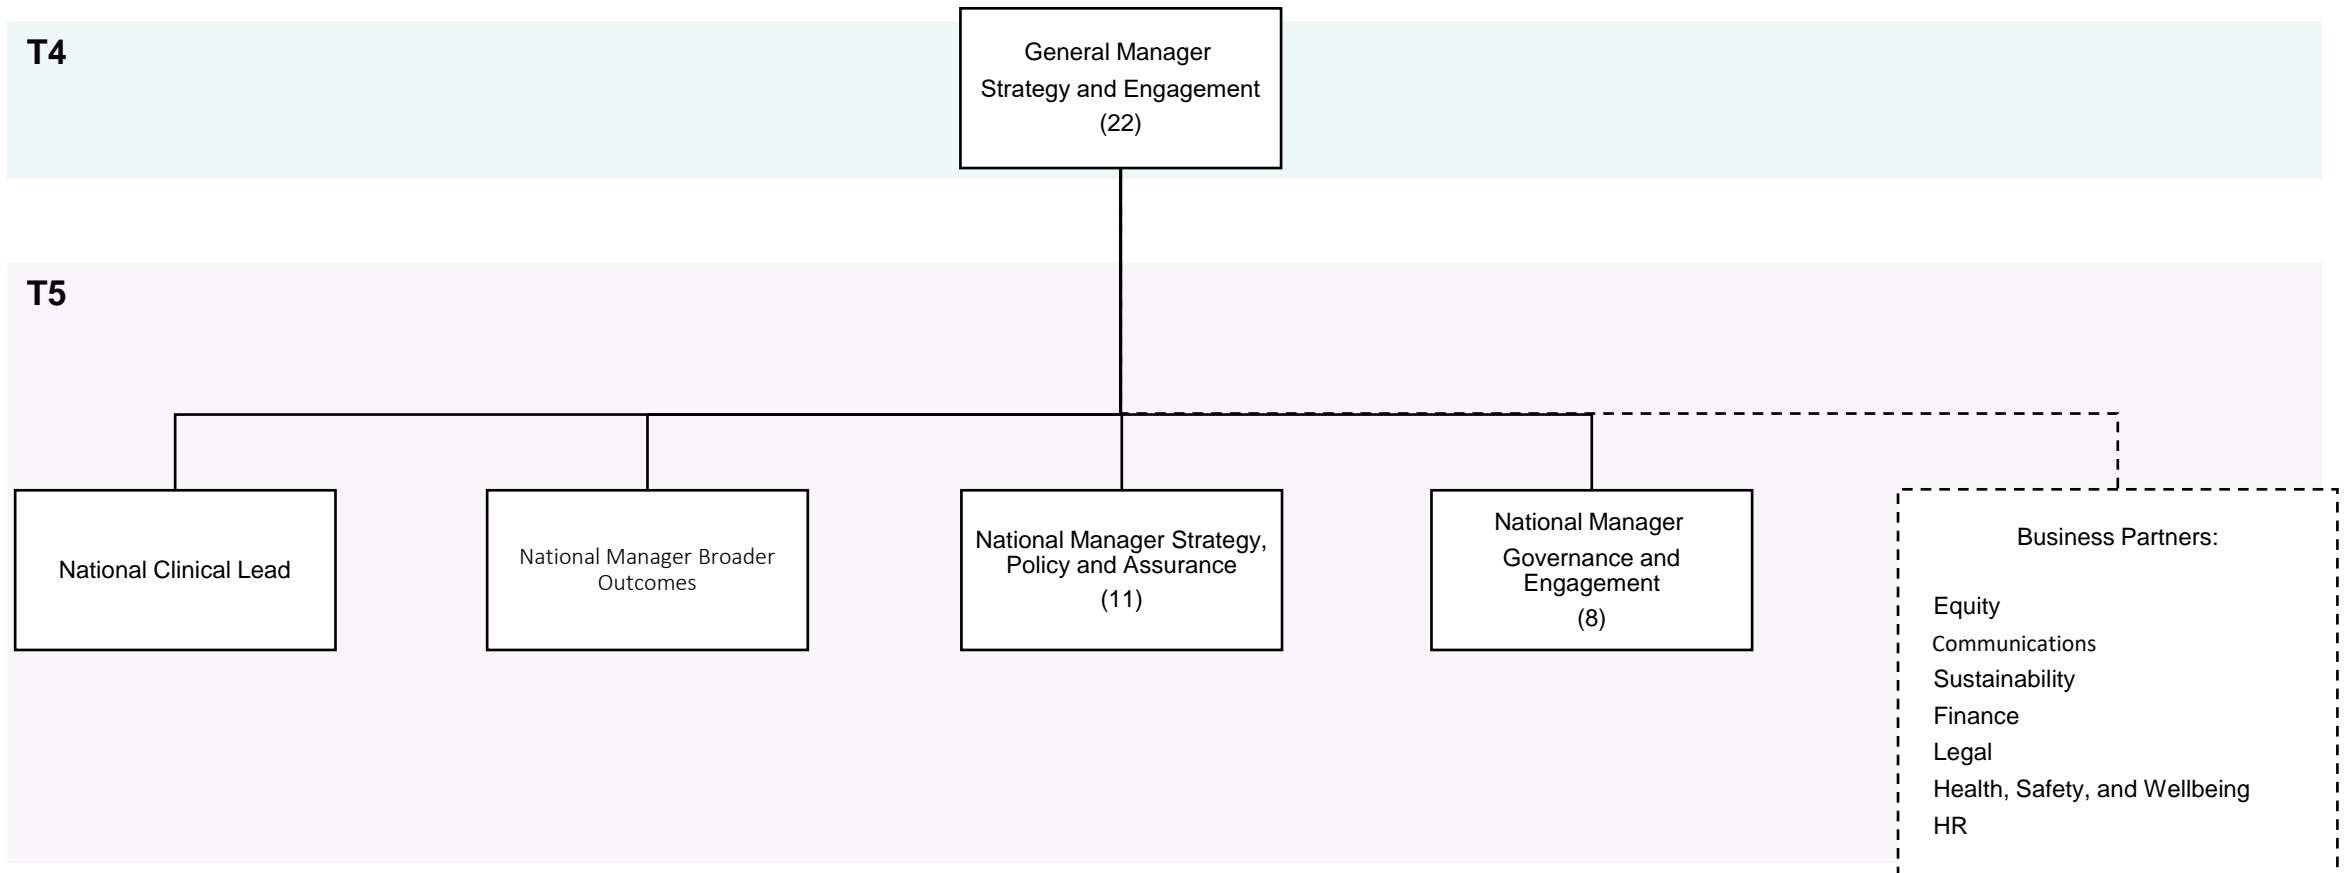 T4
General Manager
Strategy and Engagement
(22)
T5
National Clinical Lead
National Manager Broader
Outcomes
National Manager Strategy,
Policy and Assurance
(11)
National Manager
Governance and
Engagement
(8)
Business Partners:
Equity
Communications
Sustainability
Finance
Legal
Health, Safety, and Wellbeing
HR